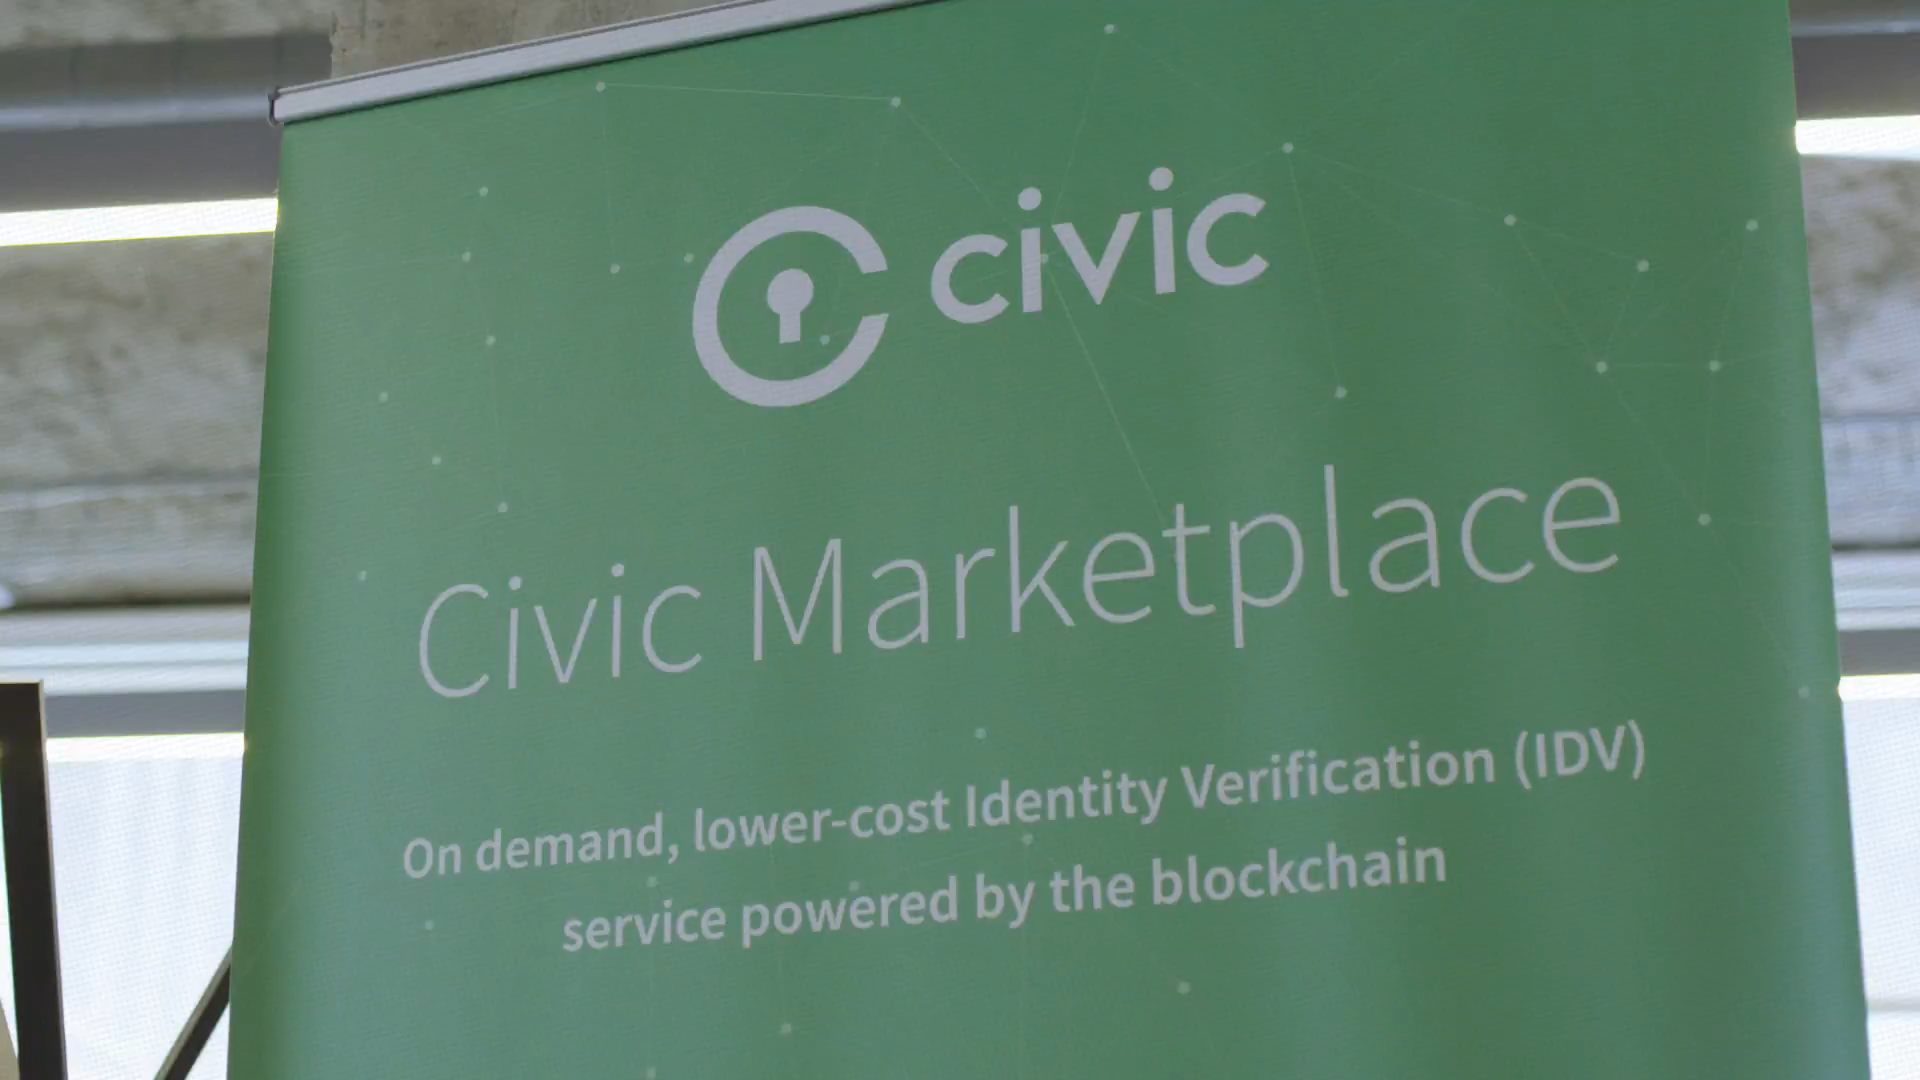 civic
Civic Marketplace
On demand, lower-cost Identity Verification (IDV)
service powered by the blockchain